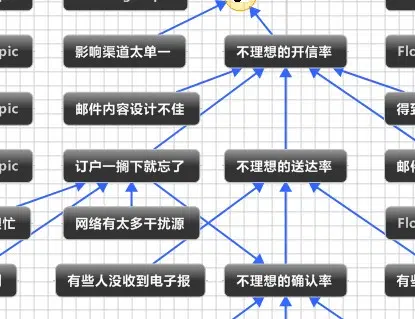 pic
影响渠道太单一
不理想的开信率
Flo
pic
邮件内容设计不佳
得到
pic
订户一搁下就忘了
不理想的送达率
邮件
忙
网络有太多干扰源
Flo
有些人没收到电子报
不理想的确认率
有些